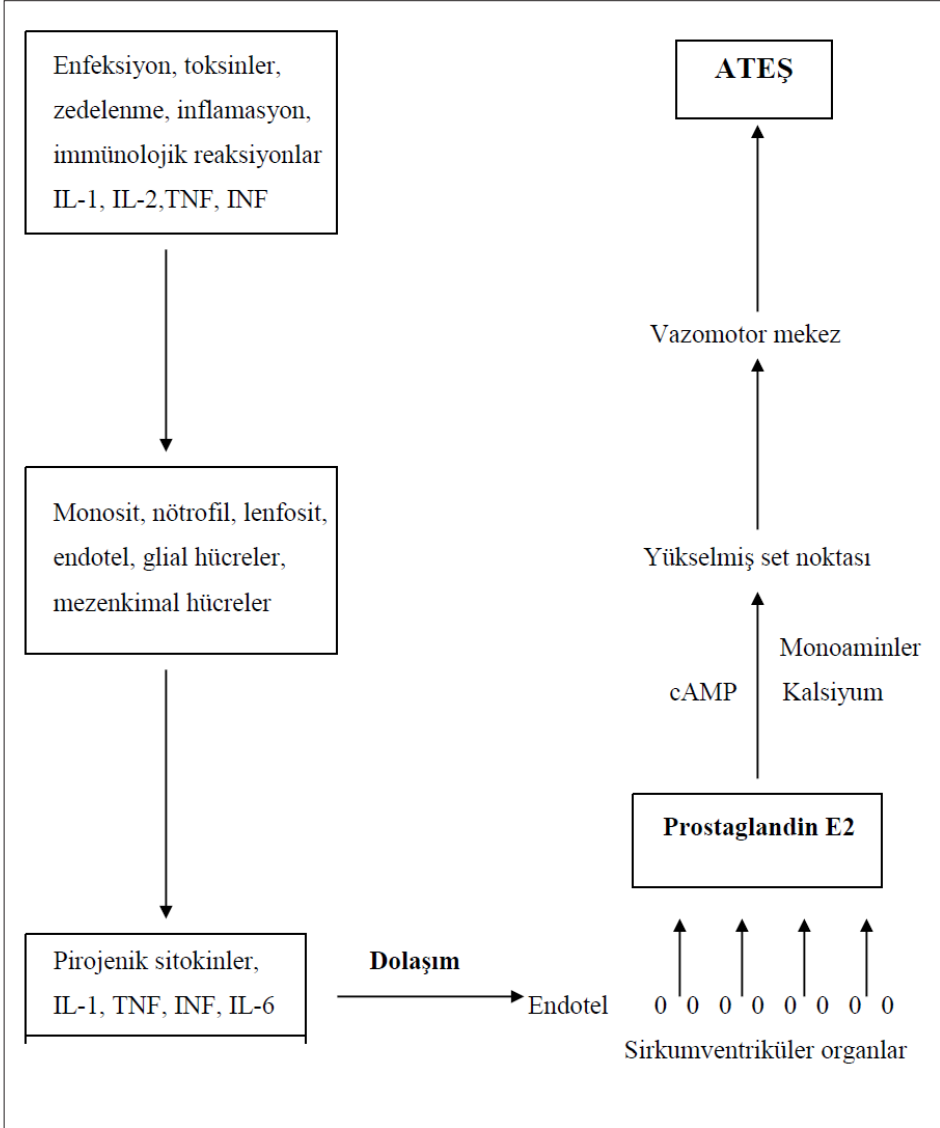 Enfeksiyon, toksinler,
zedelenme, inflamasyon,
immünolojik reaksiyonlar
IL-1, IL-2,TNF, INF
Monosit, nötrofil, lenfosit,
endotel, glial hücreler,
mezenkimal hücreler
Pirojenik sitokinler,
IL-1, TNF, INF, IL-6
Dolaşım
Endotel 0 0 0 0 0 0 0 0
Sirkumventriküler organlar
Prostaglandin E2
cAMP
Monoaminler
Kalsiyum
Yükselmiş set noktası
Vazomotor mekez
ATEŞ